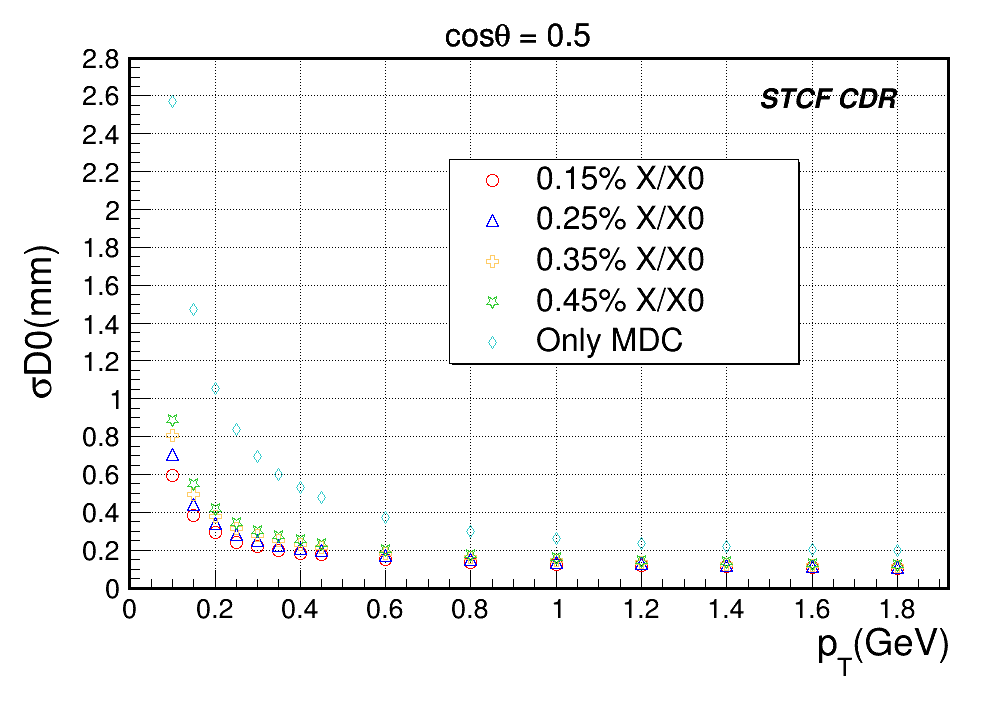 cosθ = 0.5
STCF CDR
0.15% X/X0
0.25% X/X0
0.35% X/X0
0.45% X/X0
Only MDC
σD0(mm)
2.8
2.6
2.4
2.2
2
1.8
1.6
1.4
1.2
1
0.8
0.6
0.4
0.2
0
0 0.2 0.4 0.6 0.8 1 1.2 1.4 1.6 1.8
p_T(GeV)